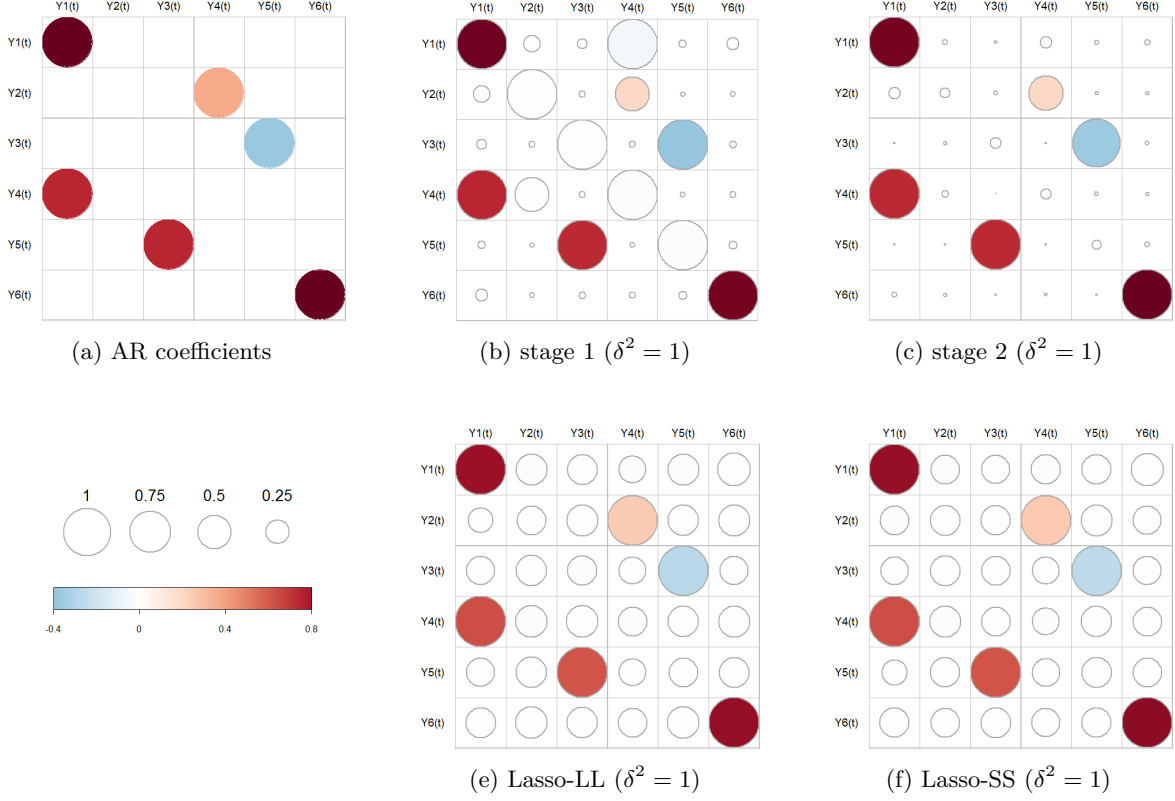 Y1(t) Y2(t) Y3(t) Y4(t) Y5(t) Y6(t)
Y1(t)
Y2(t)
Y3(t)
Y4(t)
Y5(t)
Y6(t)
(a) AR coefficients
Y1(t) Y2(t) Y3(t) Y4(t) Y5(t) Y6(t)
Y1(t)
Y2(t)
Y3(t)
Y4(t)
Y5(t)
Y6(t)
(b) stage 1 (δ² = 1)
Y1(t) Y2(t) Y3(t) Y4(t) Y5(t) Y6(t)
Y1(t)
Y2(t)
Y3(t)
Y4(t)
Y5(t)
Y6(t)
(c) stage 2 (δ² = 1)
1 0.75 0.5 0.25
-0.4 0 0.4 0.8
Y1(t) Y2(t) Y3(t) Y4(t) Y5(t) Y6(t)
Y1(t)
Y2(t)
Y3(t)
Y4(t)
Y5(t)
Y6(t)
(e) Lasso-LL (δ² = 1)
Y1(t) Y2(t) Y3(t) Y4(t) Y5(t) Y6(t)
Y1(t)
Y2(t)
Y3(t)
Y4(t)
Y5(t)
Y6(t)
(f) Lasso-SS (δ² = 1)